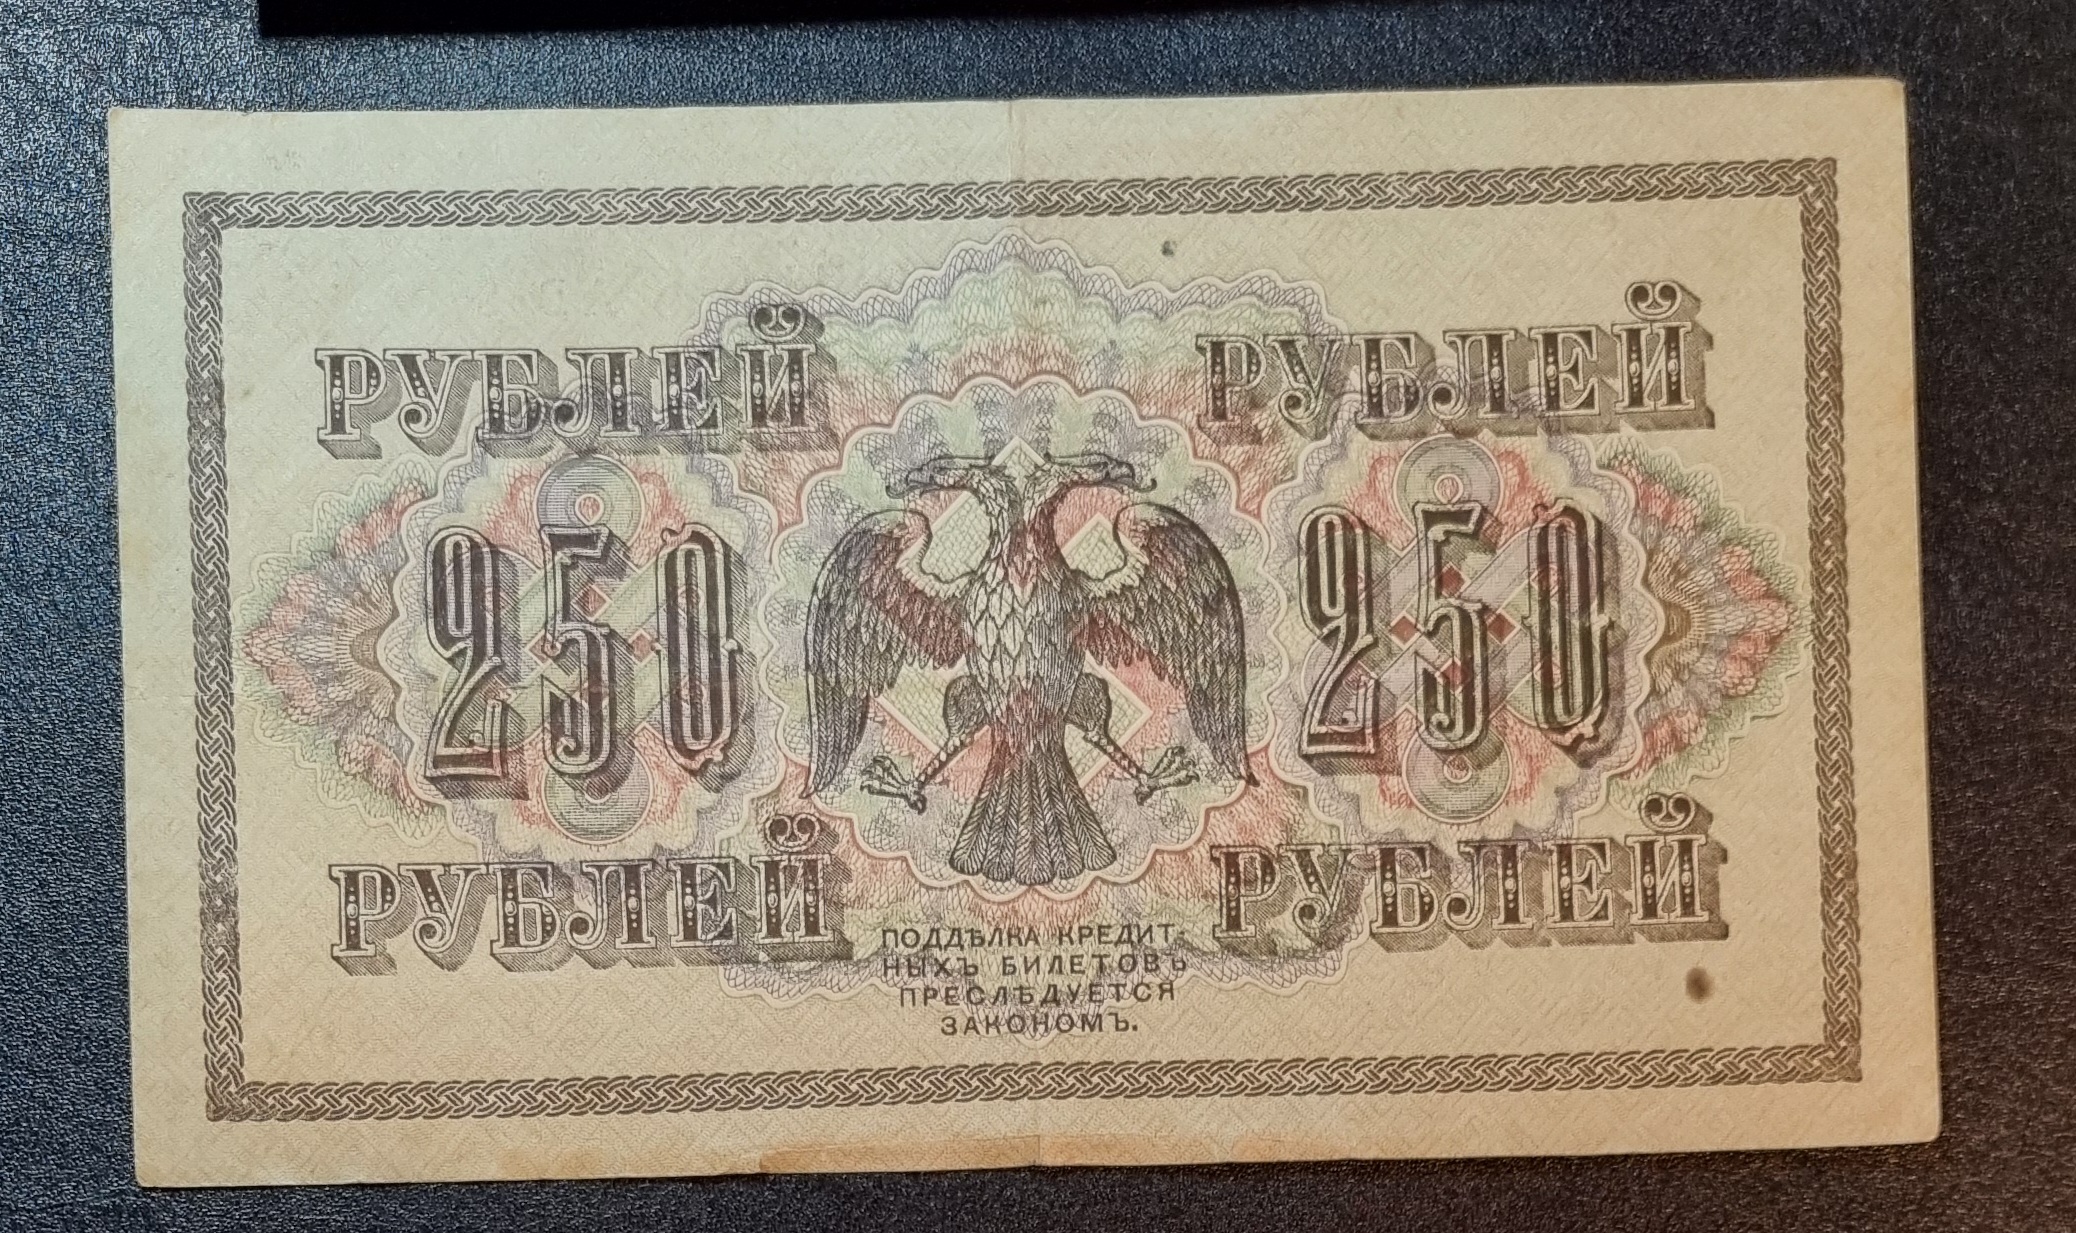 РУБЛЕЙ РУБЛЕЙ
250 250
РУБЛЕЙ РУБЛЕЙ
ПОДДѢЛКА КРЕДИТ-
НЫХЪ БИЛЕТОВЪ
ПРЕСЛѢДУЕТСЯ
ЗАКОНОМЪ.